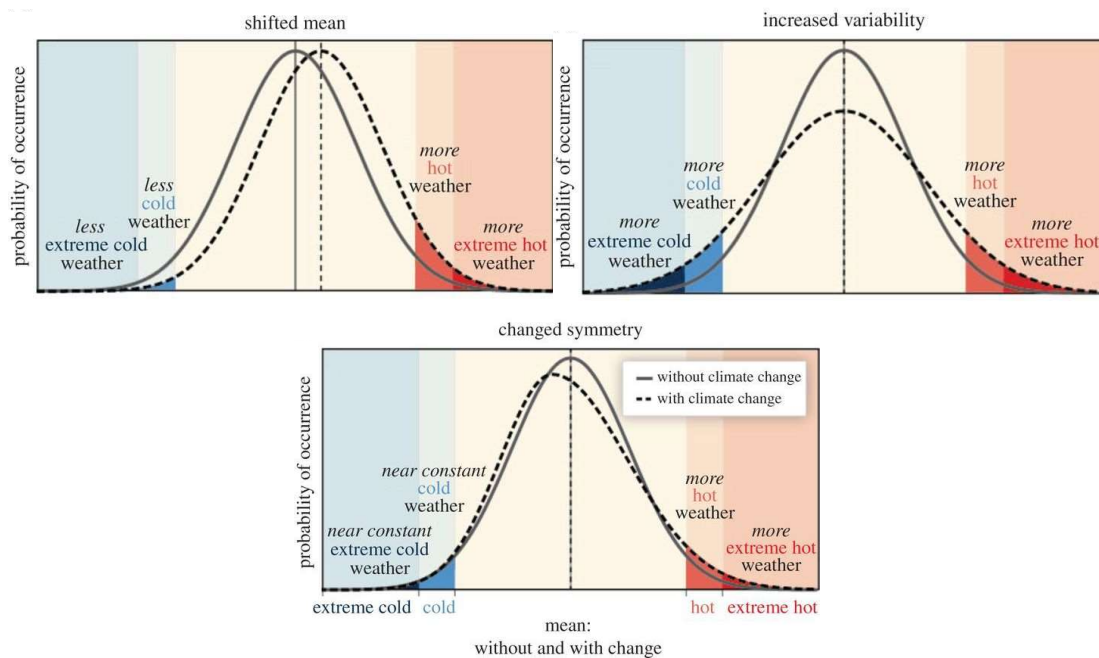 shifted mean
probability of occurrence
less
extreme cold
weather
less
cold
weather
more
hot
weather
more
extreme hot
weather
increased variability
probability of occurrence
more
extreme cold
weather
more
cold
weather
more
hot
weather
more
extreme hot
weather
changed symmetry
probability of occurrence
without climate change
with climate change
near constant
extreme cold
weather
near constant
cold
weather
more
hot
weather
more
extreme hot
weather
extreme cold cold hot extreme hot
mean:
without and with change